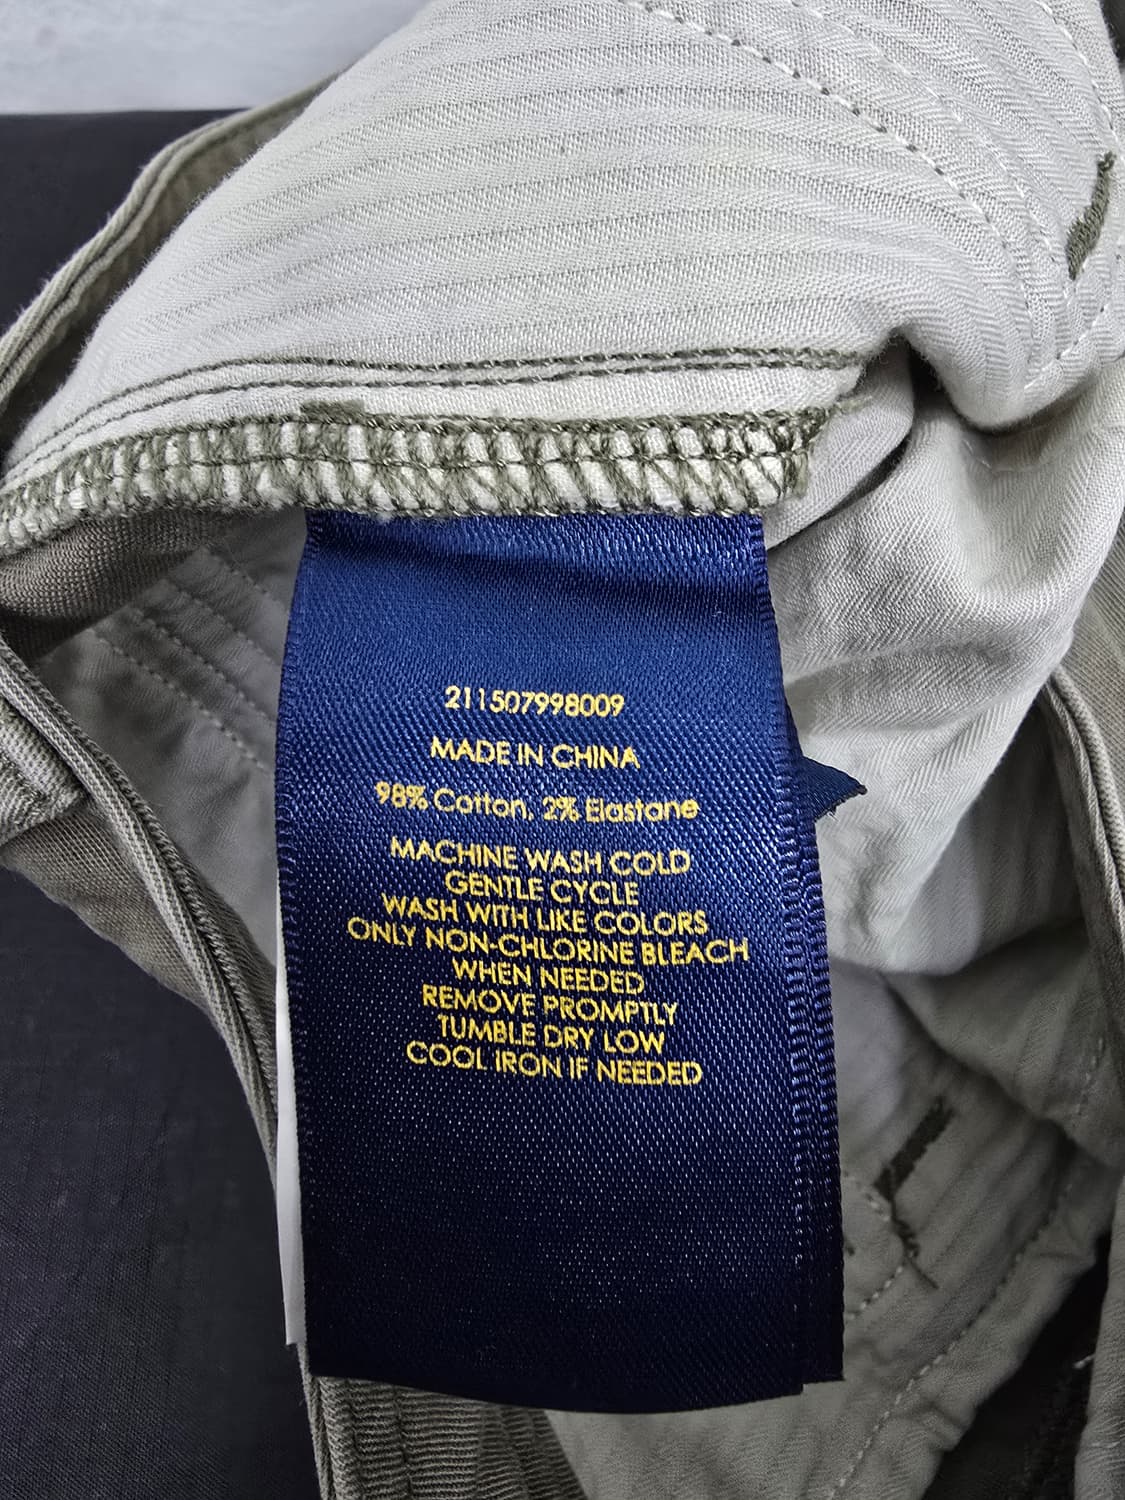 211507998009
MADE IN CHINA
98% Cotton, 2% Elastane
MACHINE WASH COLD
GENTLE CYCLE
WASH WITH LIKE COLORS
ONLY NON-CHLORINE BLEACH
WHEN NEEDED
REMOVE PROMPTLY
TUMBLE DRY LOW
COOL IRON IF NEEDED